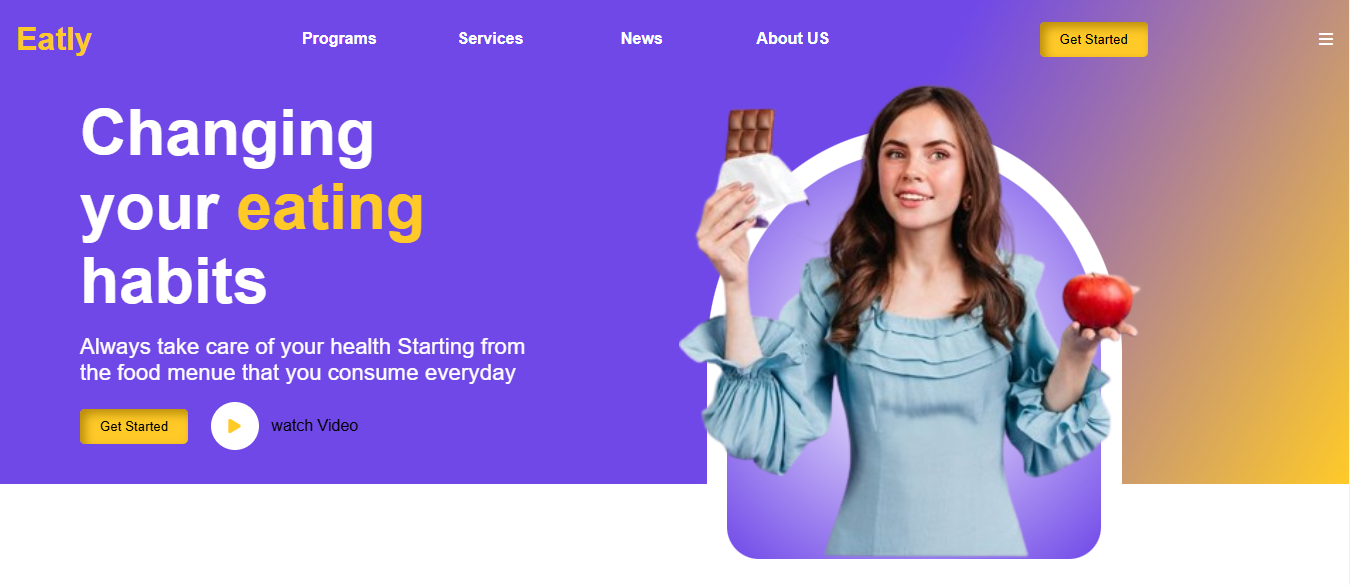 Eatly
Programs
Services
News
About US
Get Started
Changing
your eating
habits
Always take care of your health Starting from
the food menue that you consume everyday
Get Started
watch Video